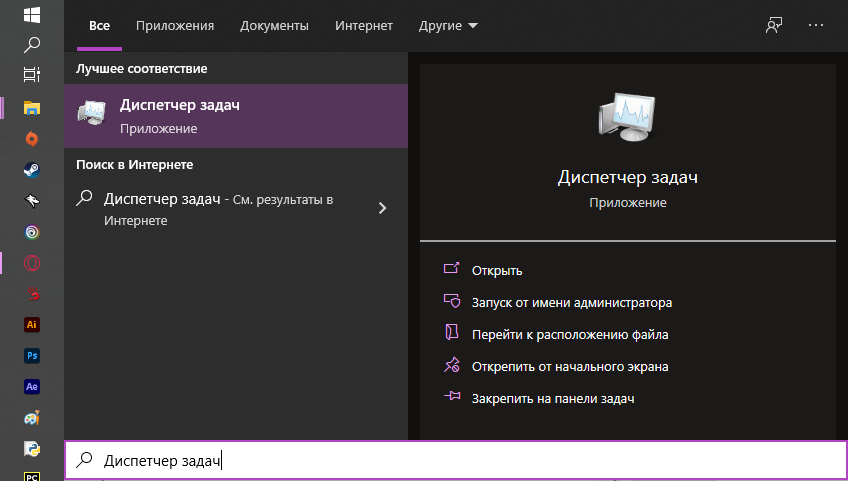 Все Приложения Документы Интернет Другие
Лучшее соответствие
Диспетчер задач
Приложение
Поиск в Интернете
Диспетчер задач - См. результаты в
Интернете
Диспетчер задач
Приложение
Открыть
Запуск от имени администратора
Перейти к расположению файла
Открепить от начального экрана
Закрепить на панели задач
Ai
Ps
Ae
PC
Диспетчер задач